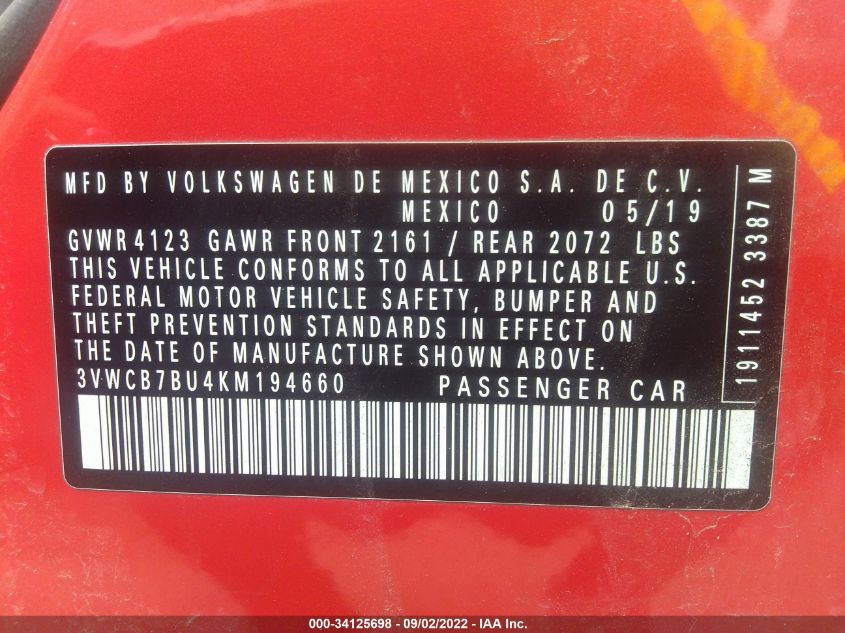 MFD BY VOLKSWAGEN DE MEXICO S.A. DE C.V.
MEXICO 05/19
GVWR 4123 GAWR FRONT 2161 / REAR 2072 LBS
THIS VEHICLE CONFORMS TO ALL APPLICABLE U.S.
FEDERAL MOTOR VEHICLE SAFETY, BUMPER AND
THEFT PREVENTION STANDARDS IN EFFECT ON
THE DATE OF MANUFACTURE SHOWN ABOVE.
3VWCB7BU4KM194660 PASSENGER CAR
1911452 3387 M
000-34125698 - 09/02/2022 - IAA Inc.